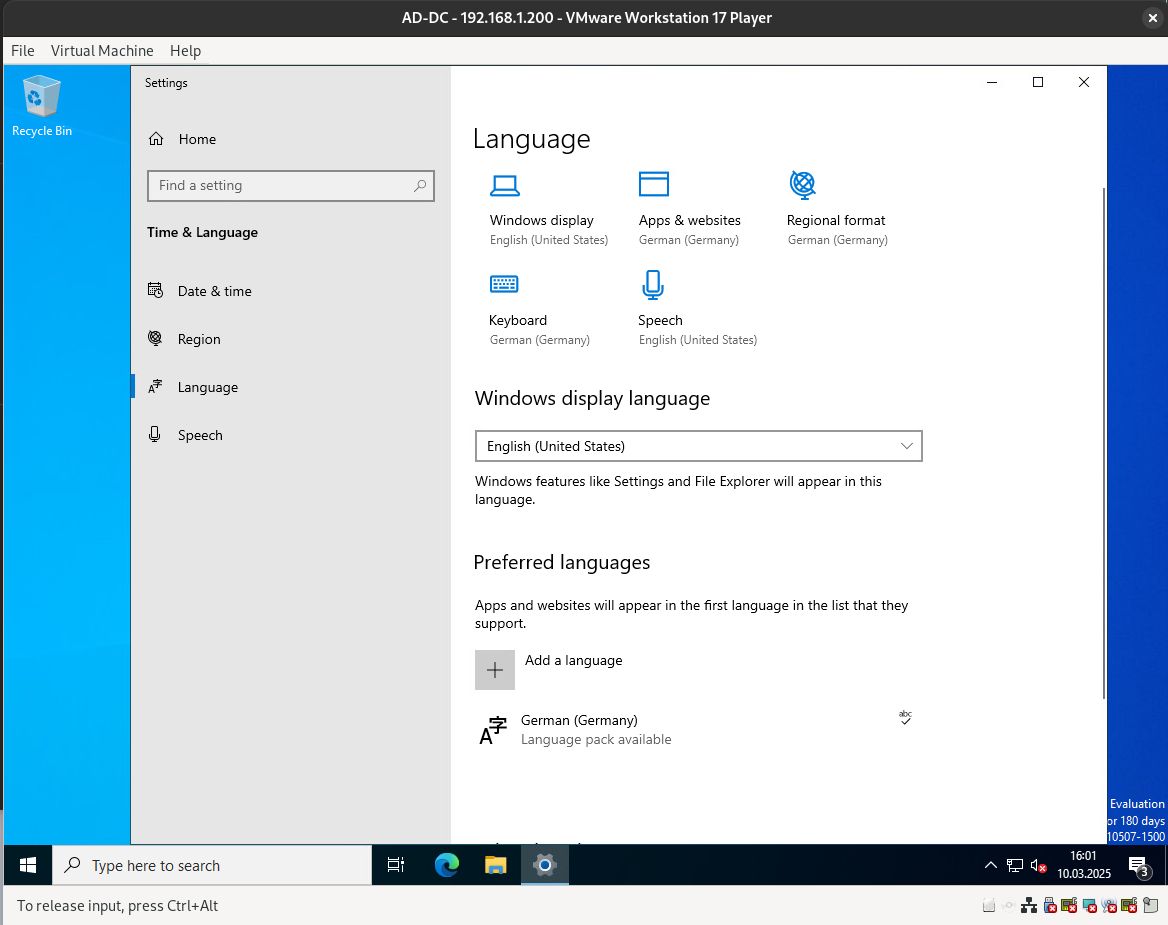 AD-DC - 192.168.1.200 - VMware Workstation 17 Player
File Virtual Machine Help
Recycle Bin
Settings
Home
Find a setting
Time & Language
Date & time
Region
Language
Speech
Language
Windows display
English (United States)
Apps & websites
German (Germany)
Regional format
German (Germany)
Keyboard
German (Germany)
Speech
English (United States)
Windows display language
English (United States)
Windows features like Settings and File Explorer will appear in this
language.
Preferred languages
Apps and websites will appear in the first language in the list that they
support.
Add a language
German (Germany)
Language pack available
abc
Evaluation
or 180 days
10507-1500
Type here to search
16:01
10.03.2025
3
To release input, press Ctrl+Alt